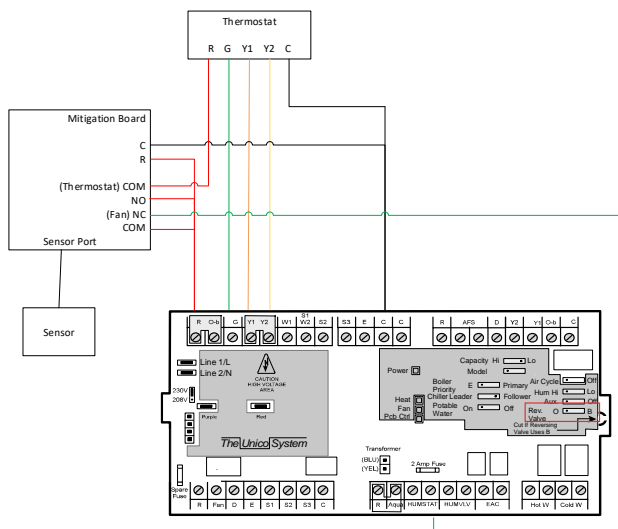 Thermostat
R G Y1 Y2 C
Mitigation Board
C
R
(Thermostat) COM
NO
(Fan) NC
COM
Sensor Port
Sensor
S1
R O-b G Y1 Y2 W1 W2 S2 S3 E C C R AFS D Y2 Y1 O-b C
Line 1/L
Line 2/N
230V
208V
CAUTION
HIGH VOLTAGE
AREA
Purple
Red
The Unico System
Spare
Fuse
Power
Heat
Fan
Pcb Ctrl
Capacity Hi Lo
Model
Boiler
Priority E Primary
Chiller Leader Follower
Potable
Water On Off
Air Cycle Off
Hum Hi Lo
Aux. Off
Rev.
Valve O B
Cut If Reversing
Valve Uses B
Transformer
(BLU)
(YEL)
2 Amp Fuse
R Fan D E S1 S2 S3 C R Aqua HUMSTAT HUMVLV EAC Hot W Cold W